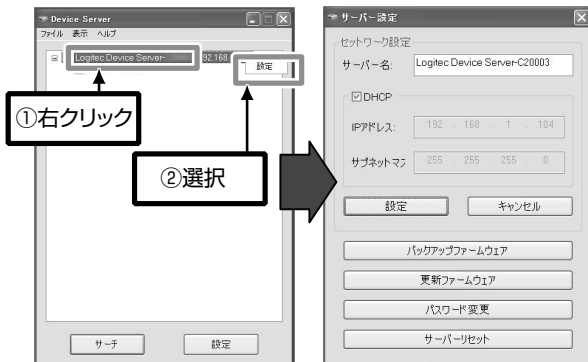 Device Server
ファイル 表示 ヘルプ
Logitec Device Server- 92.168.
設定
①右クリック
②選択
サーチ
設定
サーバー設定
セットワーク設定
サーバー名:
Logitec Device Server-C20003
DHCP
IPアドレス:
192 . 168 . 1 . 104
サブネットマス
255 . 255 . 255 . 0
設定
キャンセル
バックアップファームウェア
更新ファームウェア
パスワード変更
サーバーリセット